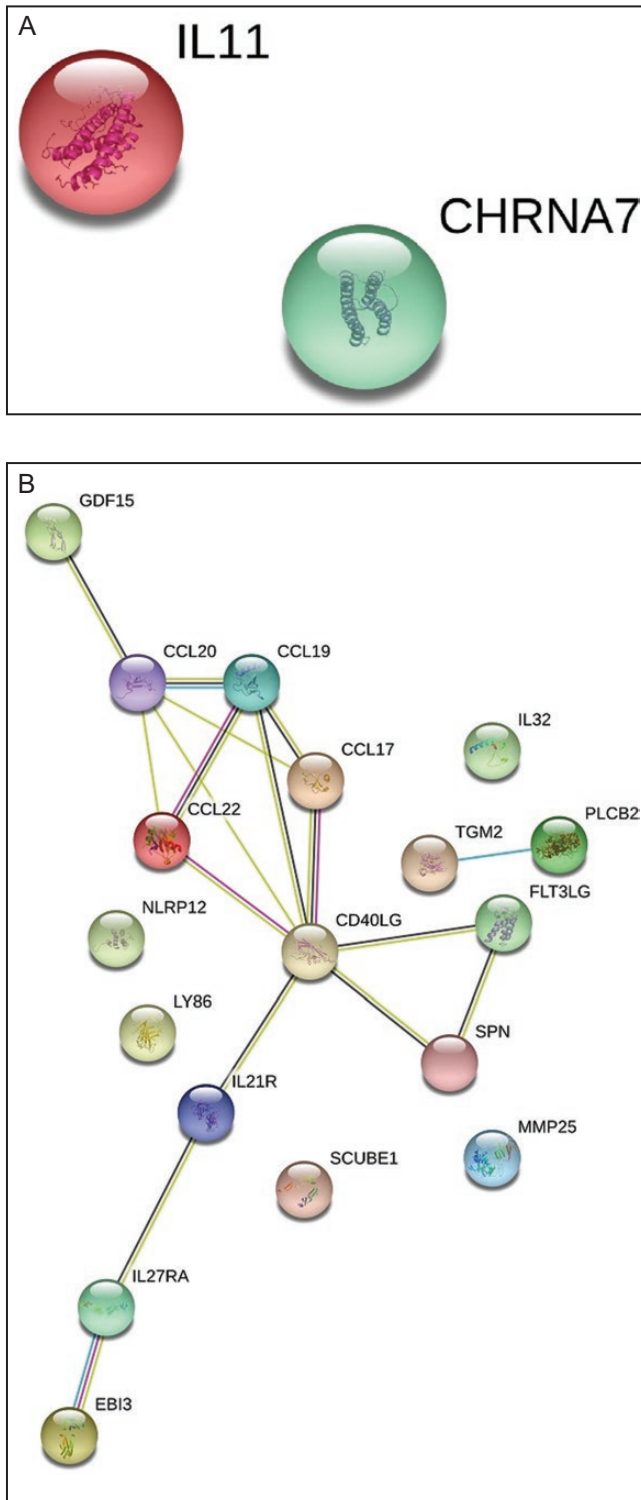 A
IL11
CHRNA7
B
GDF15
CCL20
CCL19
IL32
CCL17
PLCB2
CCL22
TGM2
FLT3LG
NLRP12
CD40LG
LY86
SPN
IL21R
MMP25
SCUBE1
IL27RA
EBI3